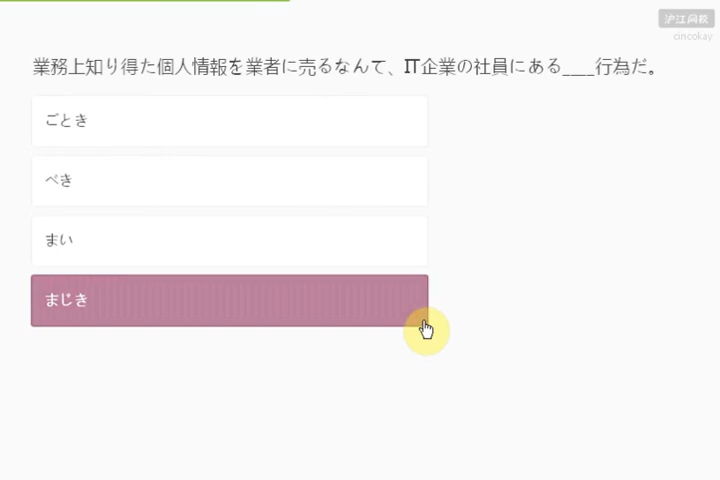 沪江网校
cincokay
業務上知り得た個人情報を業者に売るなんて、IT企業の社員にある____行為だ。
ごとき
べき
まい
まじき